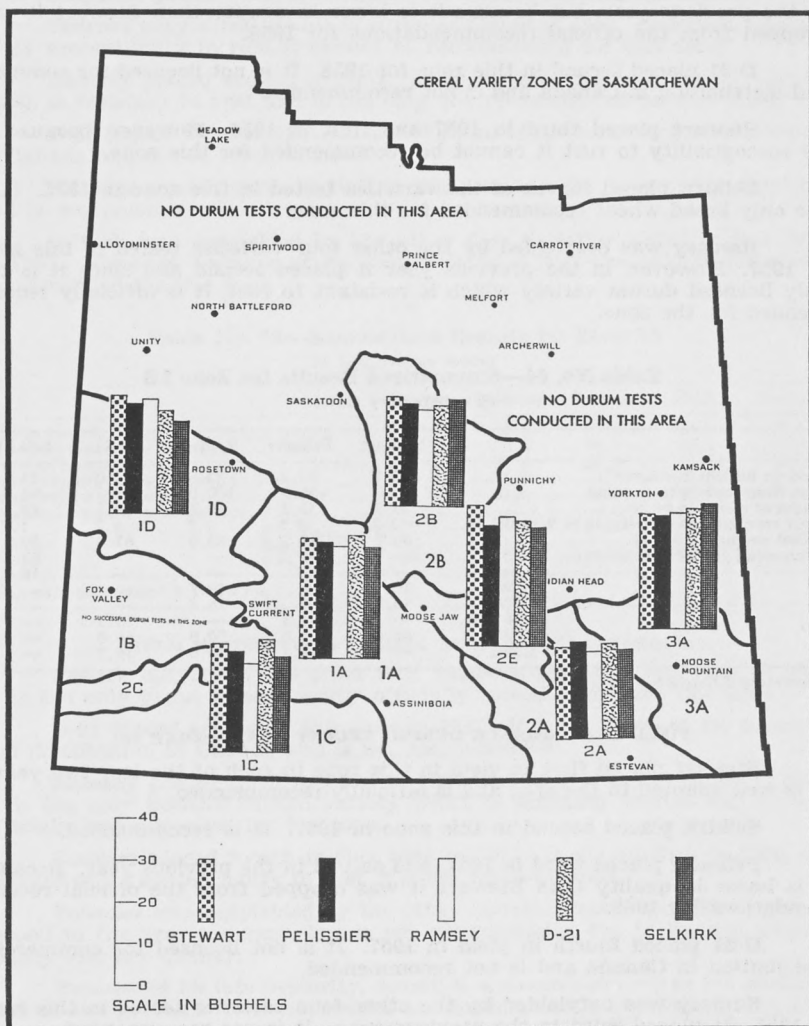 CEREAL VARIETY ZONES OF SASKATCHEWAN
MEADOW
LAKE
NO DURUM TESTS CONDUCTED IN THIS AREA
LLOYDMINSTER
SPIRITWOOD
PRINCE
ALBERT
CARROT RIVER
NORTH BATTLEFORD
MELFORT
UNITY
ARCHERWILL
SASKATOON
NO DURUM TESTS
CONDUCTED IN THIS AREA
ROSETOWN
KAMSACK
PUNNICHY
YORKTON
1D
1D
2B
2B
FOX
VALLEY
SWIFT
CURRENT
MOOSE JAW
IDIAN HEAD
NO SUCCESSFUL DURUM TESTS IN THIS ZONE
1B
1A
1A
2E
3A
MOOSE
MOUNTAIN
2C
ASSINIBOIA
3A
1C
1C
2A
2A
ESTEVAN
40
30
20
10
0
STEWART
PELISSIER
RAMSEY
D-21
SELKIRK
SCALE IN BUSHELS